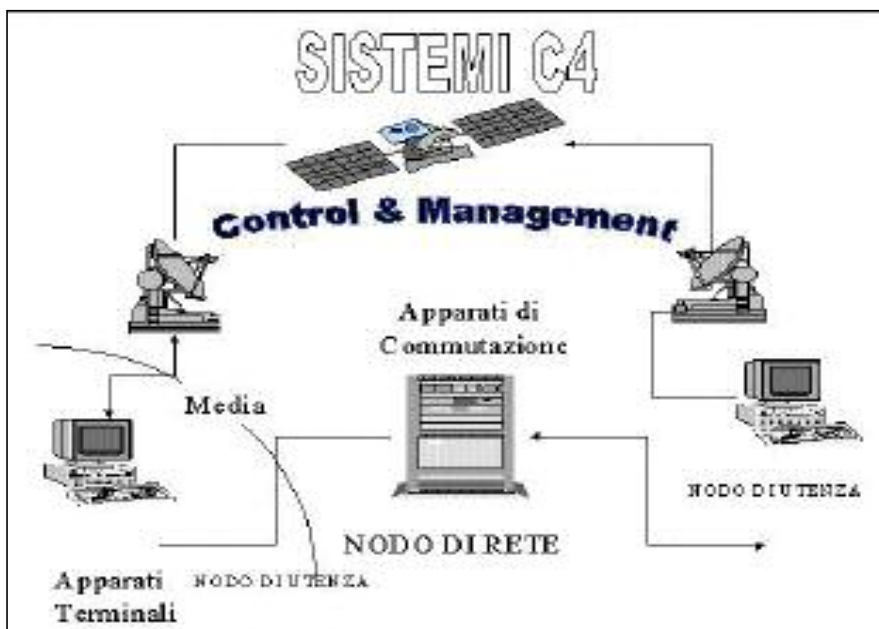 SISTEMI C4
Control & Management
Apparati di
Commutazione
Media
NODO DI UTENZA
NODO DI RETE
Apparati
Terminali
NODO DI UTENZA